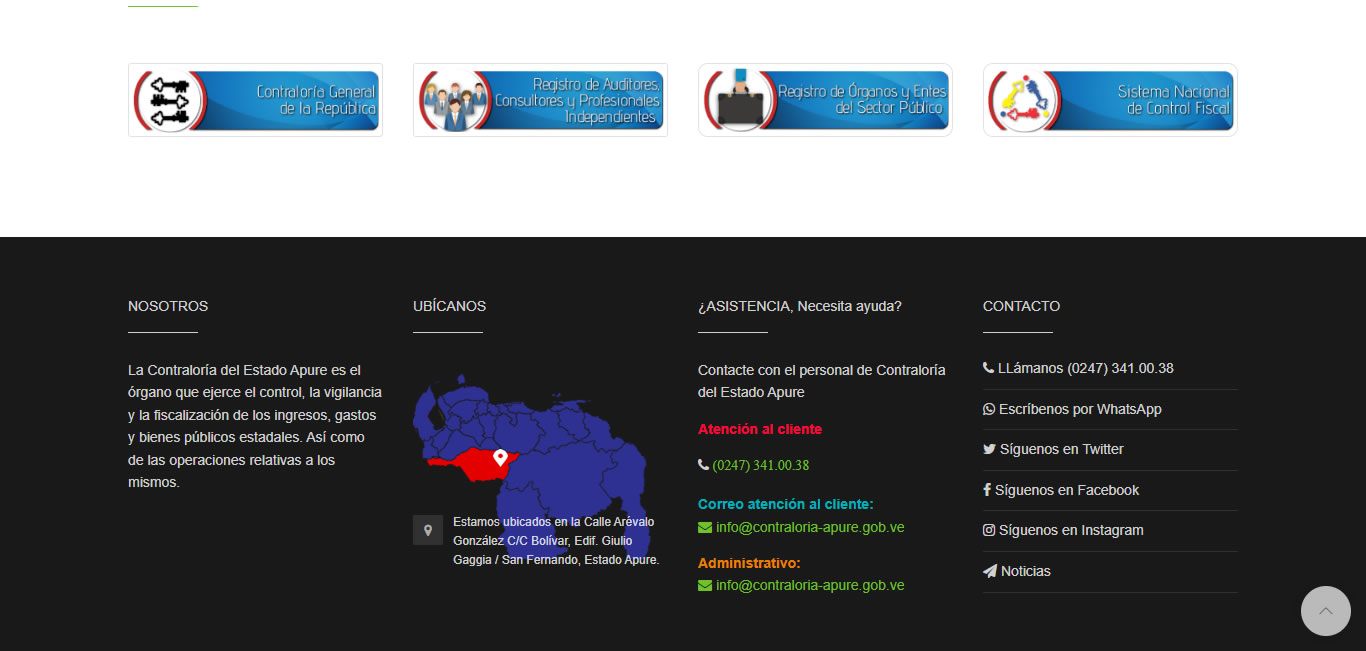 Contraloría General
de la República
Registro de Auditores,
Consultores y Profesionales
Independientes
Registro de Órganos y Entes
del Sector Público
Sistema Nacional
de Control Fiscal
NOSOTROS
La Contraloría del Estado Apure es el
órgano que ejerce el control, la vigilancia
y la fiscalización de los ingresos, gastos
y bienes públicos estadales. Así como
de las operaciones relativas a los
mismos.
UBÍCANOS
Estamos ubicados en la Calle Arévalo
González C/C Bolívar, Edif. Giulio
Gaggia / San Fernando, Estado Apure.
¿ASISTENCIA, Necesita ayuda?
Contacte con el personal de Contraloría
del Estado Apure
Atención al cliente
(0247) 341.00.38
Correo atención al cliente:
info@contraloria-apure.gob.ve
Administrativo:
info@contraloria-apure.gob.ve
CONTACTO
LLámanos (0247) 341.00.38
Escríbenos por WhatsApp
Síguenos en Twitter
Síguenos en Facebook
Síguenos en Instagram
Noticias